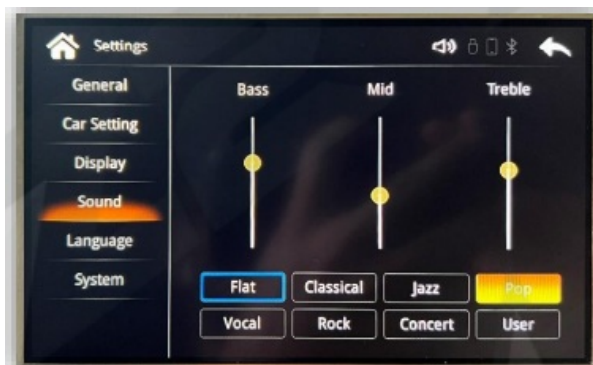 Settings
General
Car Setting
Display
Sound
Language
System
Bass Mid Treble
Flat Classical Jazz Pop
Vocal Rock Concert User